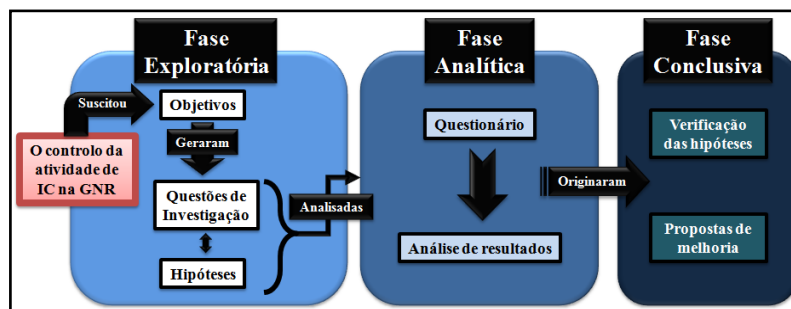 Fase
Exploratória
Fase
Analítica
Fase
Conclusiva
Suscitou
Objetivos
O controlo da
atividade de
IC na GNR
Geraram
Questões de
Investigação
Hipóteses
Analisadas
Questionário
Análise de resultados
Originaram
Verificação
das hipóteses
Propostas de
melhoria